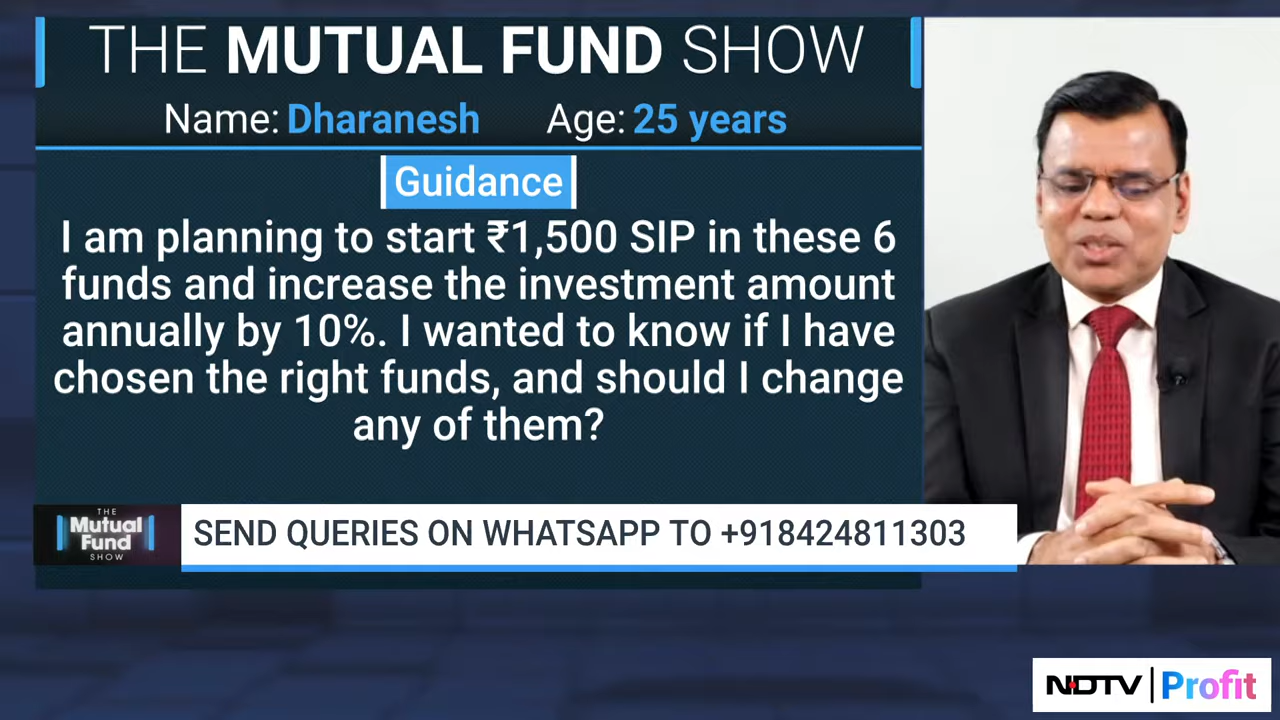 THE MUTUAL FUND SHOW
Name: Dharanesh Age: 25 years
Guidance
I am planning to start ₹1,500 SIP in these 6
funds and increase the investment amount
annually by 10%. I wanted to know if I have
chosen the right funds, and should I change
any of them?
THE
Mutual
Fund
SHOW
SEND QUERIES ON WHATSAPP TO +918424811303
NDTV Profit